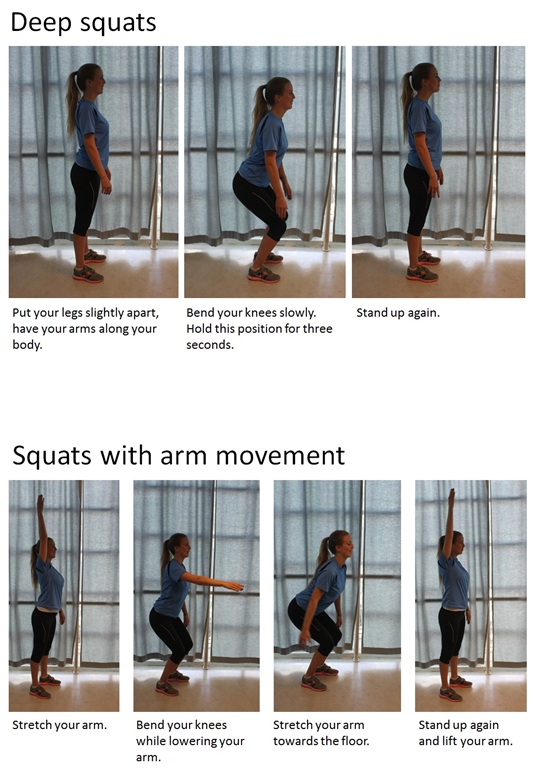 Deep squats
Put your legs slightly apart,
have your arms along your
body.
Bend your knees slowly.
Hold this position for three
seconds.
Stand up again.
Squats with arm movement
Stretch your arm.
Bend your knees
while lowering your
arm.
Stretch your arm
towards the floor.
Stand up again
and lift your arm.